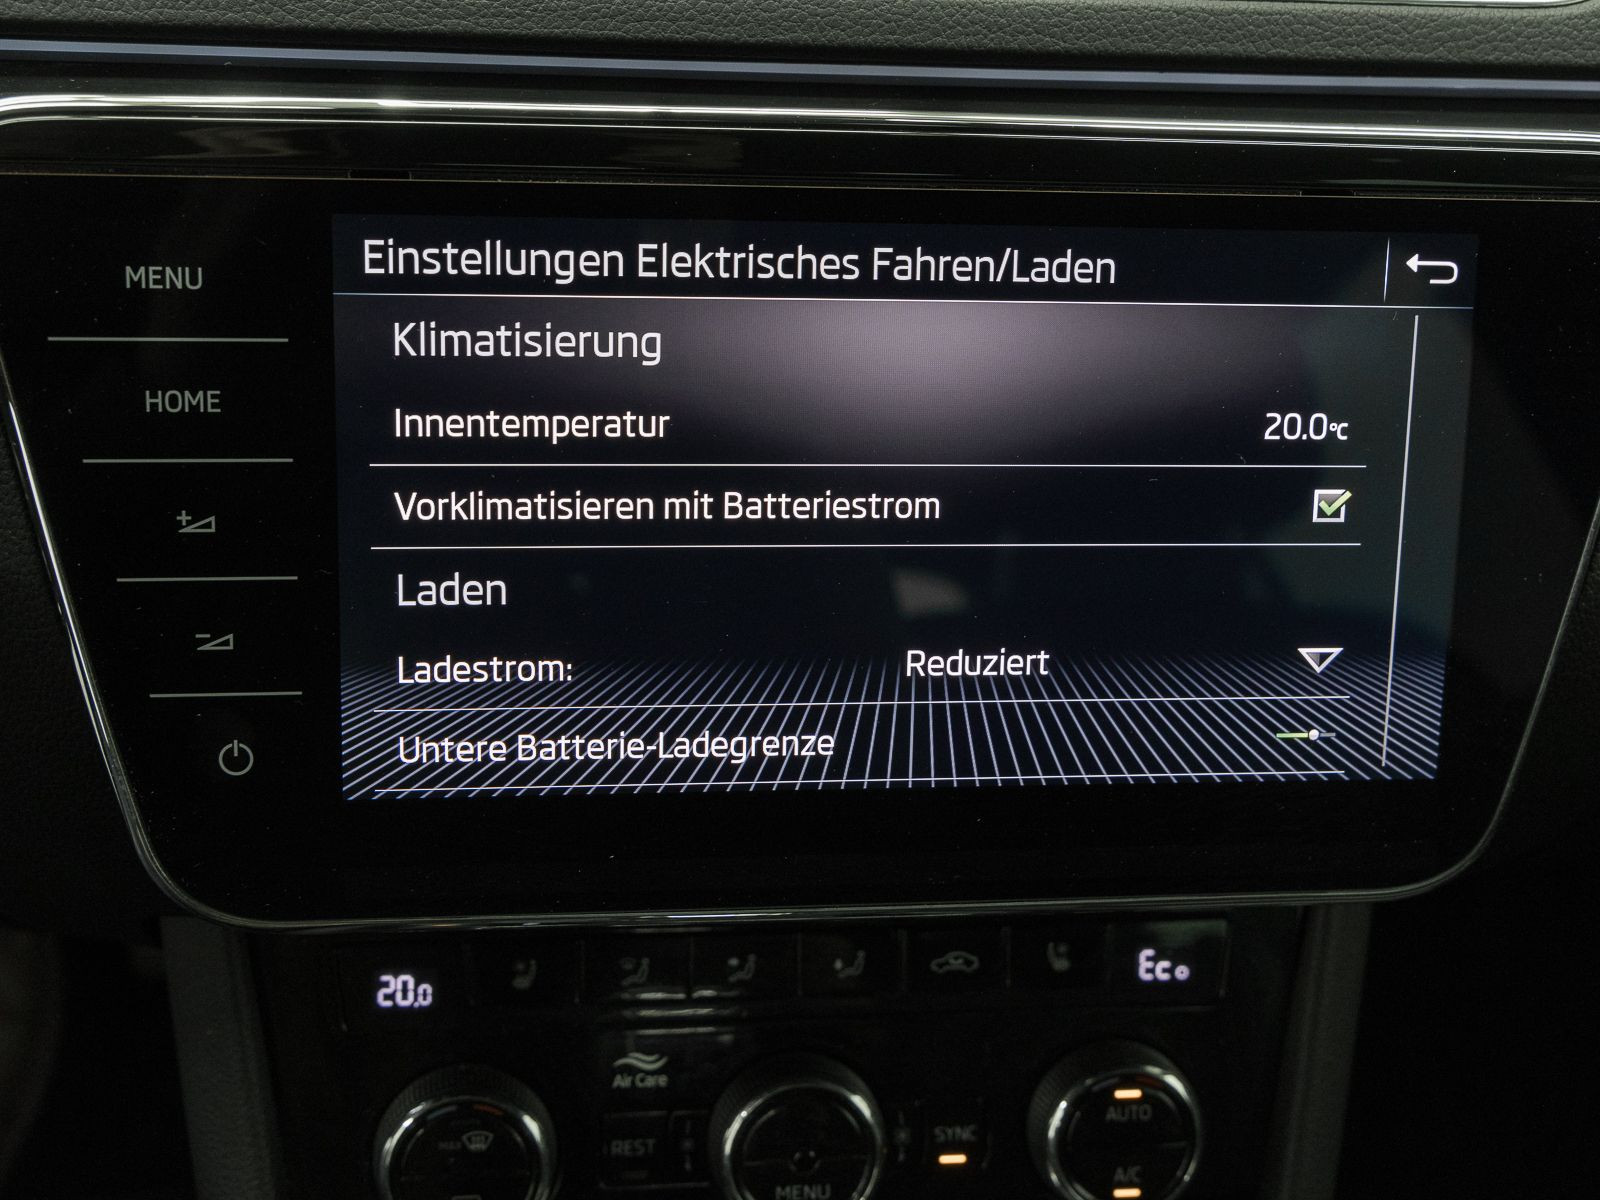 Einstellungen Elektrisches Fahren/Laden
MENU
Klimatisierung
HOME
Innentemperatur 20.0°C
Vorklimatisieren mit Batteriestrom
Laden
Ladestrom: Reduziert
Untere Batterie-Ladegrenze
20.0
Eco
Air Care
MAX
REST
SYNC
AUTO
A/C
MENU